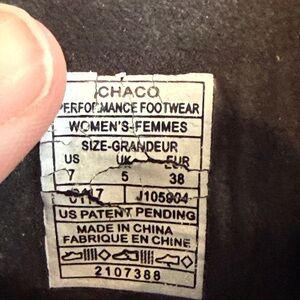 CHACO
PERFORMANCE FOOTWEAR
WOMEN'S-FEMMES
SIZE-GRANDEUR
US UK EUR
7 5 38
J105904
US PATENT PENDING
MADE IN CHINA
FABRIQUE EN CHINE
2107388